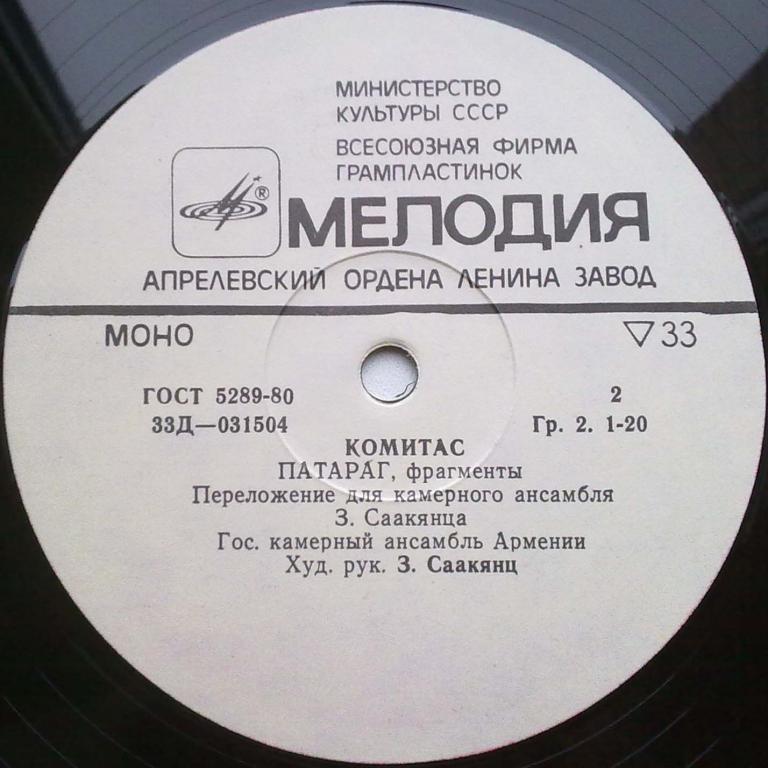 МИНИСТЕРСТВО
КУЛЬТУРЫ СССР
ВСЕСОЮЗНАЯ ФИРМА
ГРАМПЛАСТИНОК
®
МЕЛОДИЯ
АПРЕЛЕВСКИЙ ОРДЕНА ЛЕНИНА ЗАВОД
МОНО ▽33
ГОСТ 5289-80 2
33Д—031504 Гр. 2. 1-20
КОМИТАС
ПАТАРАГ, фрагменты
Переложение для камерного ансамбля
З. Саакянца
Гос. камерный ансамбль Армении
Худ. рук. З. Саакянц